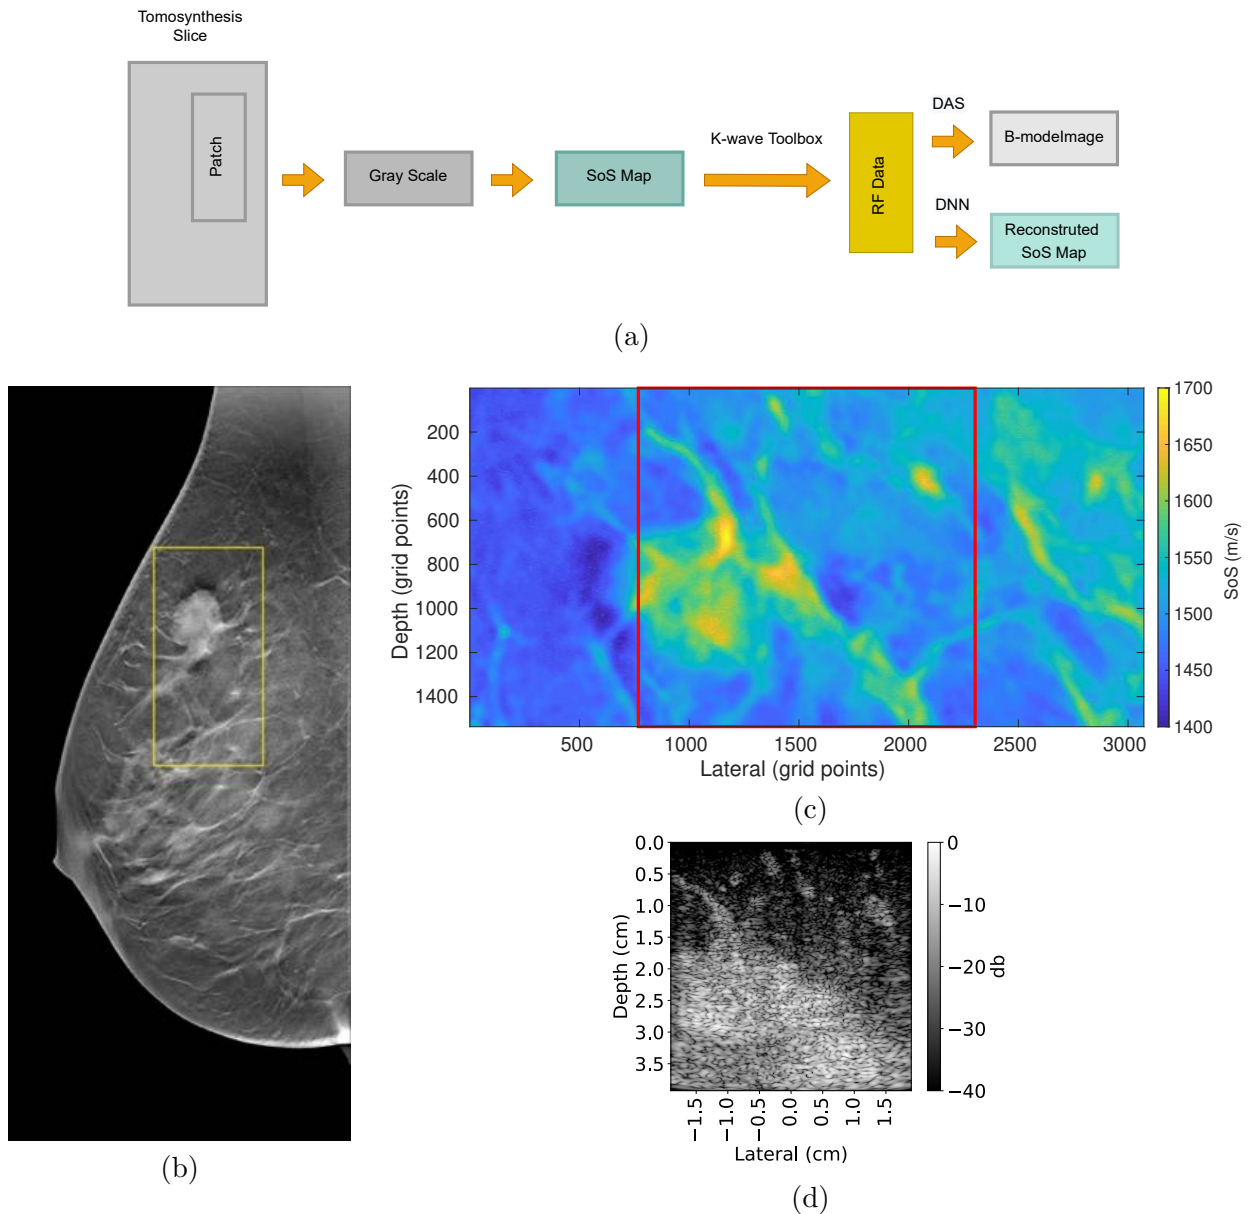 Tomosynthesis
Slice
Patch
Gray Scale
SoS Map
K-wave Toolbox
RF Data
DAS
B-modeImage
DNN
Reconstruted
SoS Map
(a)
(b)
200
400
600
800
1000
1200
1400
Depth (grid points)
500
1000
1500
2000
2500
3000
Lateral (grid points)
1700
1650
1600
1550
1500
1450
1400
SoS (m/s)
(c)
0.0
0.5
1.0
1.5
2.0
2.5
3.0
3.5
Depth (cm)
−1.5
−1.0
−0.5
0.0
0.5
1.0
1.5
Lateral (cm)
0
−10
−20
−30
−40
db
(d)